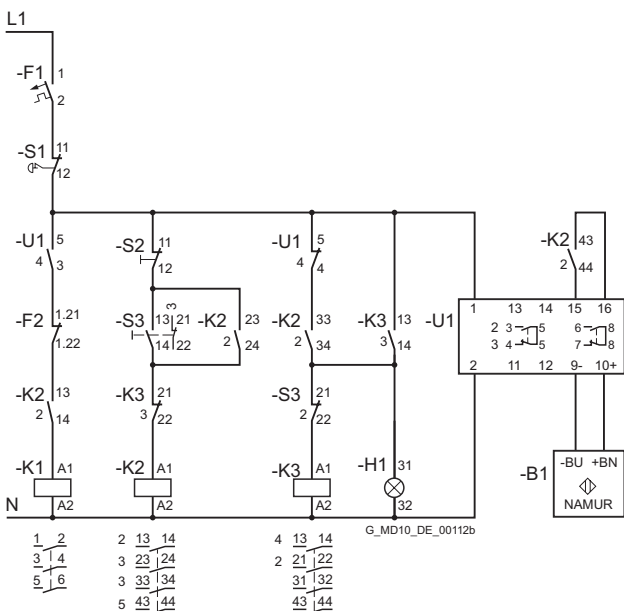 L1
-F1 1
2
-S1 11
12
-U1 5 -S2 11 -U1 5 -K2 43
4 3 12 4 4 2 44
3
-F2 1.21 -S3 13 21 -K2 23 -K2 33 -K3 13 -U1 1 13 14 15 16
1.22 14 22 2 24 2 34 3 14 2 3 5 6 8
3 4 5 7 8
-K2 13 -K3 21 -S3 21 2 11 12 9- 10+
2 14 3 22 2 22
-K1 A1 -K2 A1 -K3 A1 -H1 31 -B1 -BU +BN
A2 A2 A2 32 NAMUR
N
G_MD10_DE_00112b
1 2 2 13 14 4 13 14
3 4 3 23 24 2 21 22
5 6 3 33 34 31 32
5 43 44 43 44